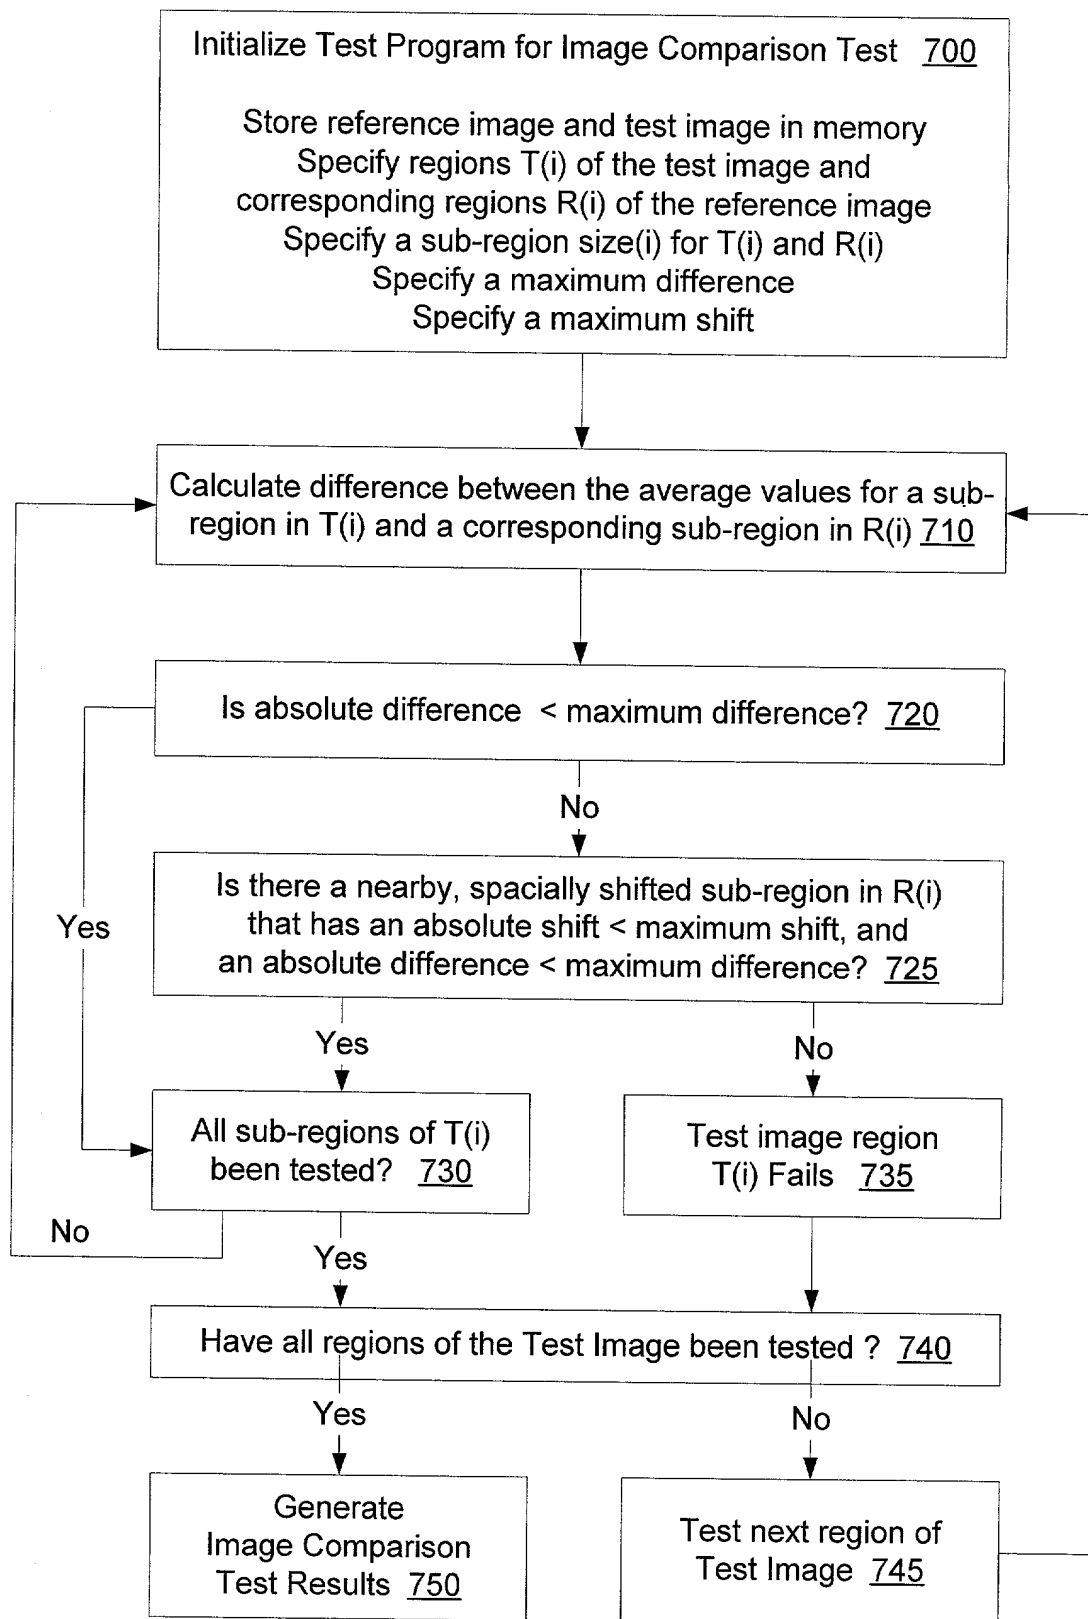 Initialize Test Program for Image Comparison Test 700
Store reference image and test image in memory
Specify regions T(i) of the test image and
corresponding regions R(i) of the reference image
Specify a sub-region size(i) for T(i) and R(i)
Specify a maximum difference
Specify a maximum shift
Calculate difference between the average values for a sub-
region in T(i) and a corresponding sub-region in R(i) 710
Is absolute difference < maximum difference? 720
No
Is there a nearby, spacially shifted sub-region in R(i)
that has an absolute shift < maximum shift, and
an absolute difference < maximum difference? 725
Yes
Yes
No
All sub-regions of T(i)
been tested? 730
Test image region
T(i) Fails 735
No
Yes
Have all regions of the Test Image been tested ? 740
Yes
No
Generate
Image Comparison
Test Results 750
Test next region of
Test Image 745